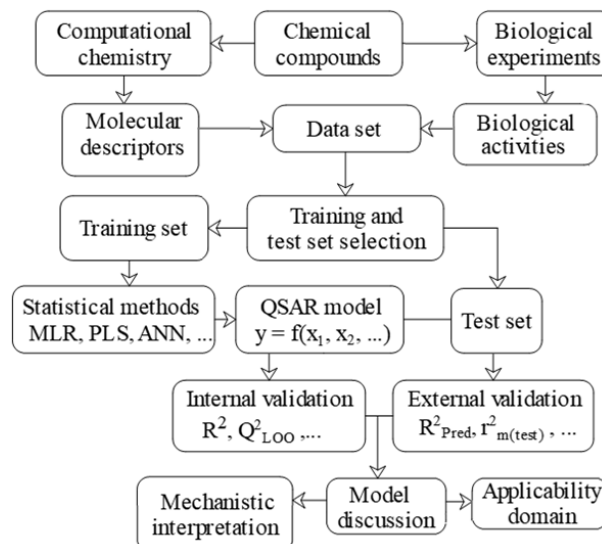 Computational
chemistry
Chemical
compounds
Biological
experiments
Molecular
descriptors
Data set
Biological
activities
Training set
Training and
test set selection
Statistical methods
MLR, PLS, ANN, ...
QSAR model
y = f(x₁, x₂, ...)
Test set
Internal validation
R², Q²LOO ,...
External validation
R²Pred, r²m(test) , ...
Mechanistic
interpretation
Model
discussion
Applicability
domain